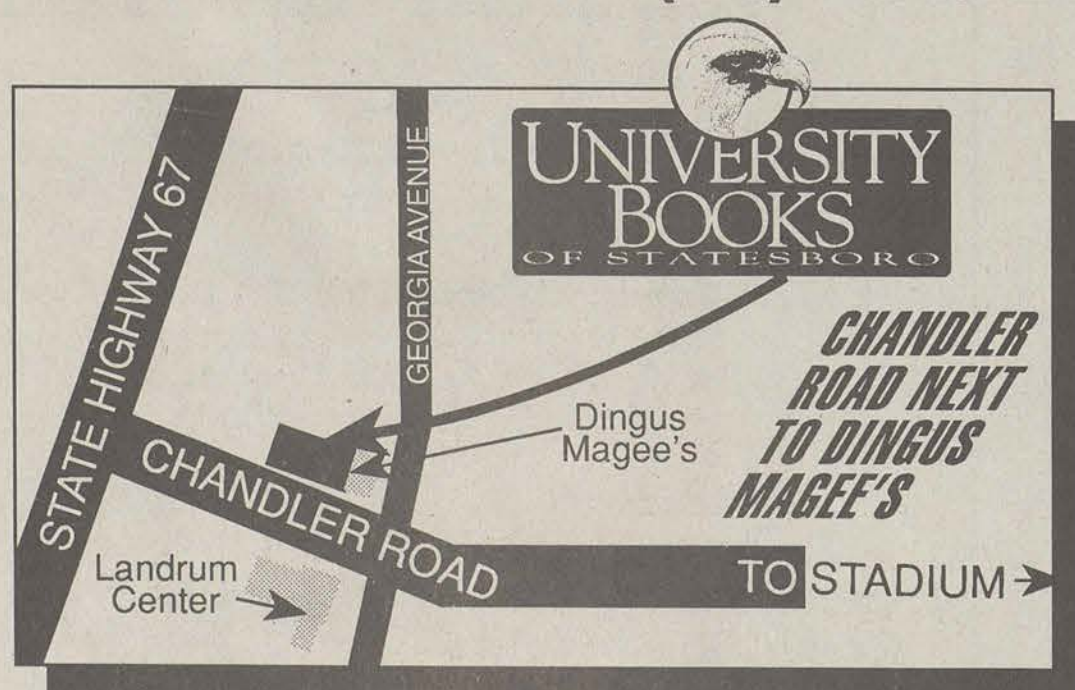 UNIVERSITY
BOOKS
OF STATESBORO
STATE HIGHWAY 67
GEORGIA AVENUE
CHANDLER
ROAD NEXT
TO DINGUS
MAGEE'S
Dingus
Magee's
CHANDLER ROAD
Landrum
Center
TO STADIUM